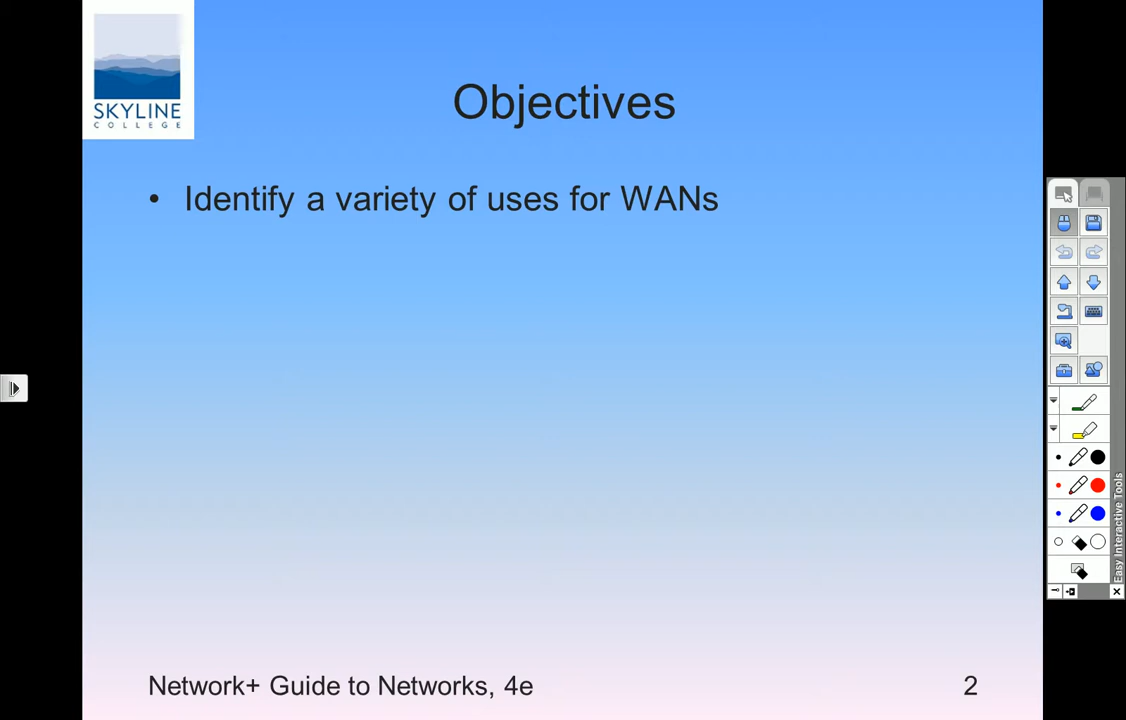 SKYLINE
COLLEGE
Objectives
• Identify a variety of uses for WANs
Easy Interactive Tools
Network+ Guide to Networks, 4e
2